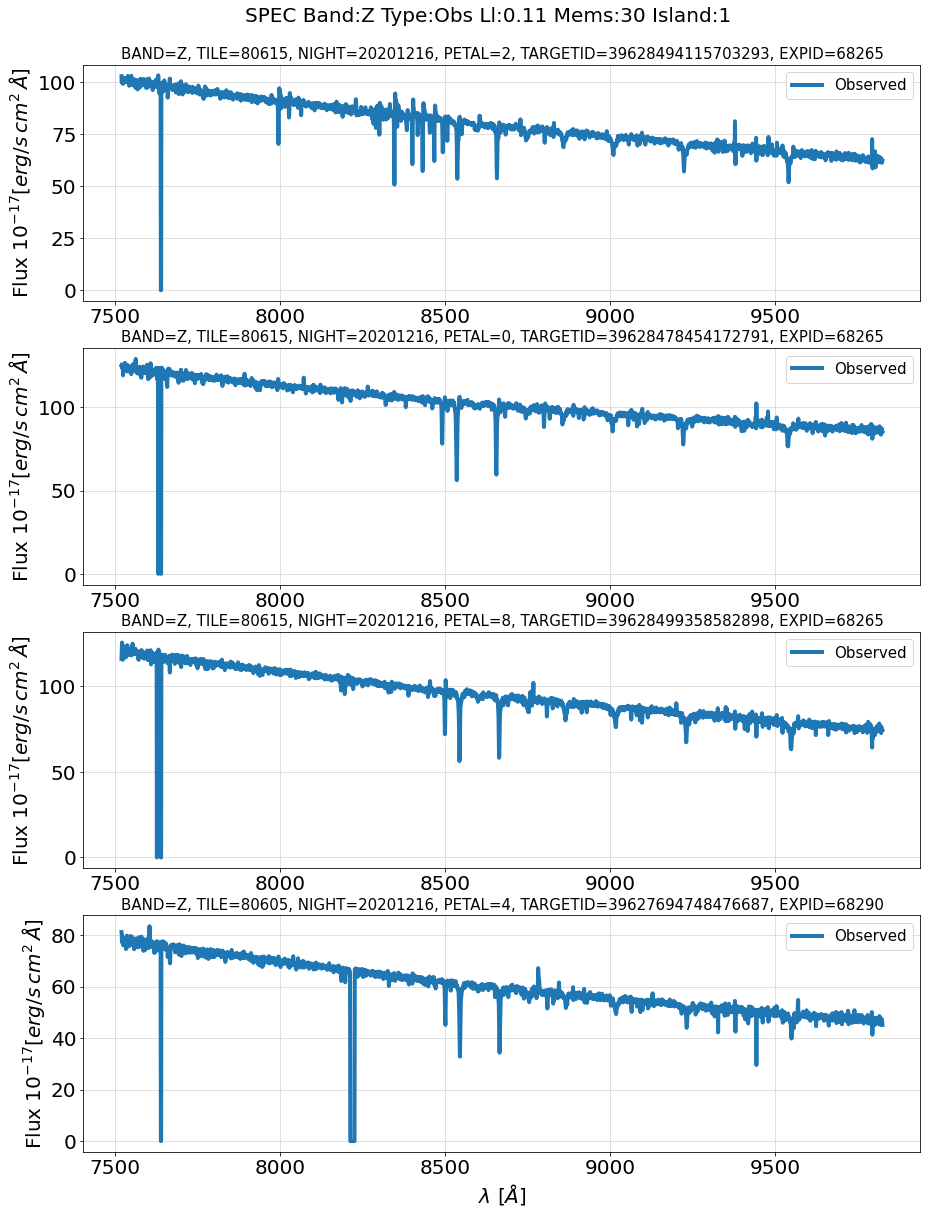 SPEC Band:Z Type:Obs Ll:0.11 Mems:30 Island:1
BAND=Z, TILE=80615, NIGHT=20201216, PETAL=2, TARGETID=39628494115703293, EXPID=68265
Observed
Flux 10^{-17}[erg/s cm^2 Å]
100
75
50
25
0
7500 8000 8500 9000 9500
BAND=Z, TILE=80615, NIGHT=20201216, PETAL=0, TARGETID=39628478454172791, EXPID=68265
Observed
Flux 10^{-17}[erg/s cm^2 Å]
100
50
0
7500 8000 8500 9000 9500
BAND=Z, TILE=80615, NIGHT=20201216, PETAL=8, TARGETID=39628499358582898, EXPID=68265
Observed
Flux 10^{-17}[erg/s cm^2 Å]
100
50
0
7500 8000 8500 9000 9500
BAND=Z, TILE=80605, NIGHT=20201216, PETAL=4, TARGETID=39627694748476687, EXPID=68290
Observed
Flux 10^{-17}[erg/s cm^2 Å]
80
60
40
20
0
7500 8000 8500 9000 9500
λ [Å]